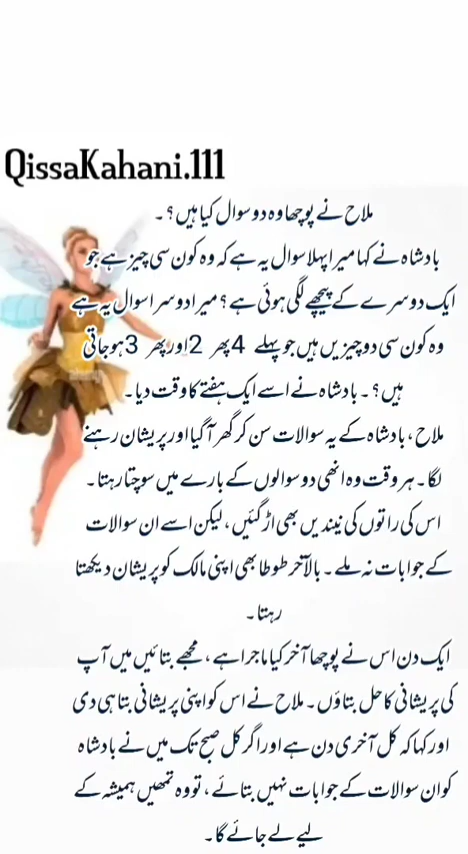 QissaKahani.111
ملاح نے پوچھا وہ دو سوال کیا ہیں؟۔
بادشاہ نے کہا میرا پہلا سوال یہ ہے کہ وہ کون سی چیز ہے جو
ایک دوسرے کے پیچھے لگی ہوئی ہے؟ میرا دوسرا سوال یہ ہے
وہ کون سی دو چیزیں ہیں جو پہلے 4 پھر 2 اور پھر 3 ہو جاتی
ہیں؟۔ بادشاہ نے اسے ایک ہفتے کا وقت دیا۔
ملاح، بادشاہ کے یہ سوالات سن کر گھر آ گیا اور پریشان رہنے
لگا۔ ہر وقت وہ انھی دو سوالوں کے بارے میں سوچتا رہتا۔
اس کی راتوں کی نیندیں بھی اڑ گئیں، لیکن اسے ان سوالات
کے جوابات نہ ملے۔ بالآخر طوطا بھی اپنی مالک کو پریشان دیکھتا
رہتا۔
ایک دن اس نے پوچھا آخر کیا ماجرا ہے، مجھے بتائیں میں آپ
کی پریشانی کا حل بتاؤں۔ ملاح نے اس کو اپنی پریشانی بتا ہی دی
اور کہا کہ کل آخری دن ہے اور اگر کل صبح تک میں نے بادشاہ
کو ان سوالات کے جوابات نہیں بتائے، تو وہ تمھیں ہمیشہ کے
لیے لے جائے گا۔